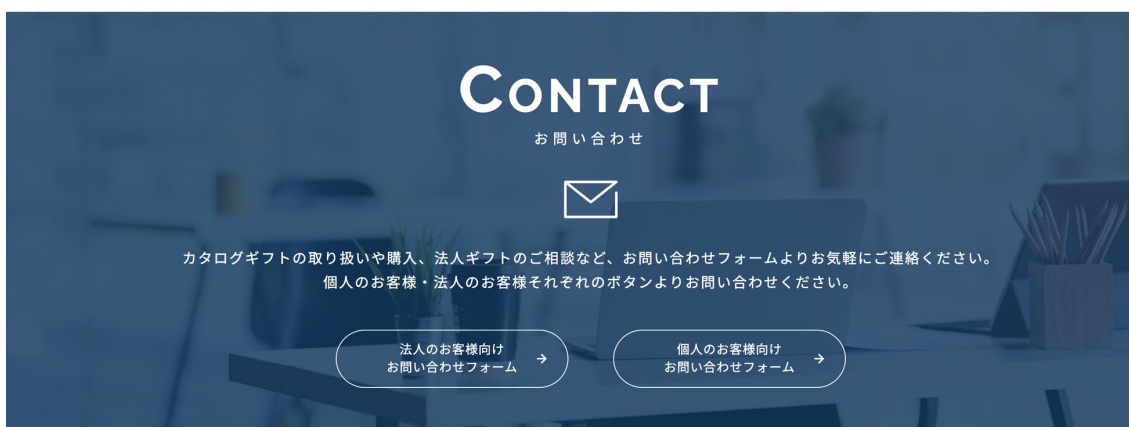 CONTACT
お問い合わせ
カタログギフトの取り扱いや購入、法人ギフトのご相談など、お問い合わせフォームよりお気軽にご連絡ください。
個人のお客様・法人のお客様それぞれのボタンよりお問い合わせください。
法人のお客様向け
お問い合わせフォーム
個人のお客様向け
お問い合わせフォーム